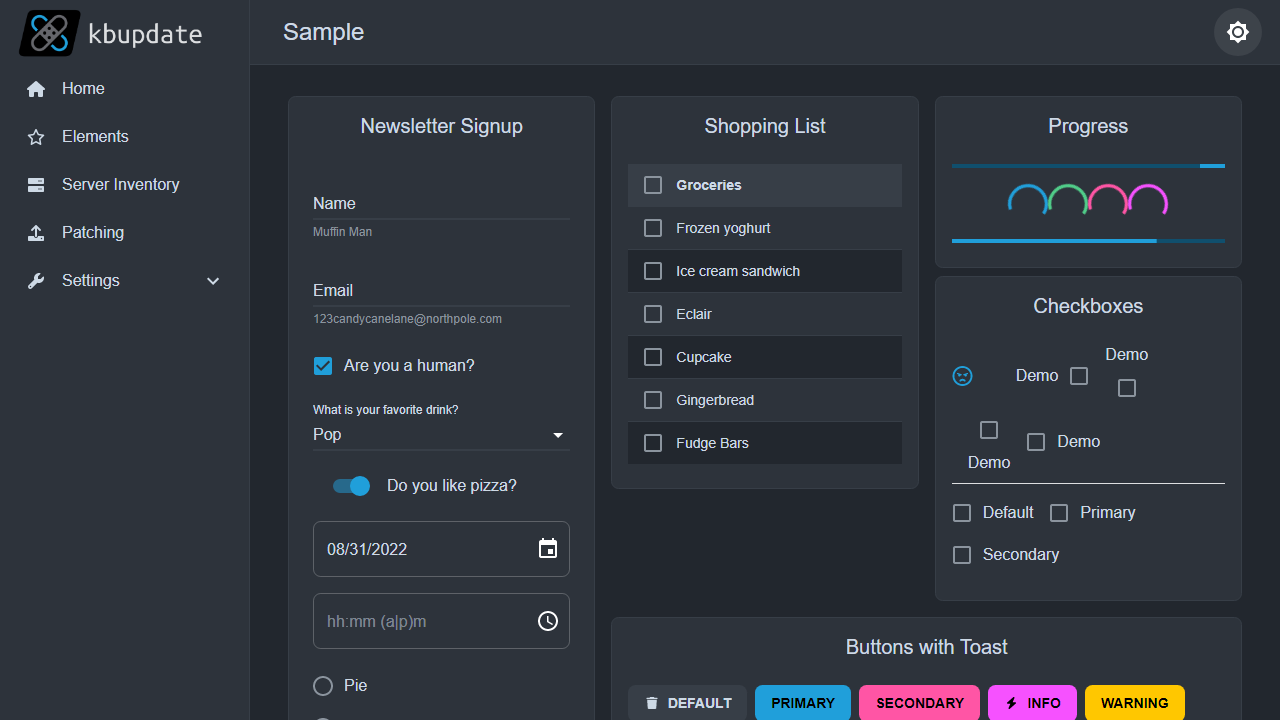 kbupdate
Home
Elements
Server Inventory
Patching
Settings
Sample
Newsletter Signup
Name
Muffin Man
Email
123candycanelane@northpole.com
Are you a human?
What is your favorite drink?
Pop
Do you like pizza?
08/31/2022
hh:mm (a|p)m
Pie
Shopping List
Groceries
Frozen yoghurt
Ice cream sandwich
Eclair
Cupcake
Gingerbread
Fudge Bars
Progress
Checkboxes
Demo
Demo
Demo
Demo
Default
Primary
Secondary
Buttons with Toast
DEFAULT
PRIMARY
SECONDARY
INFO
WARNING